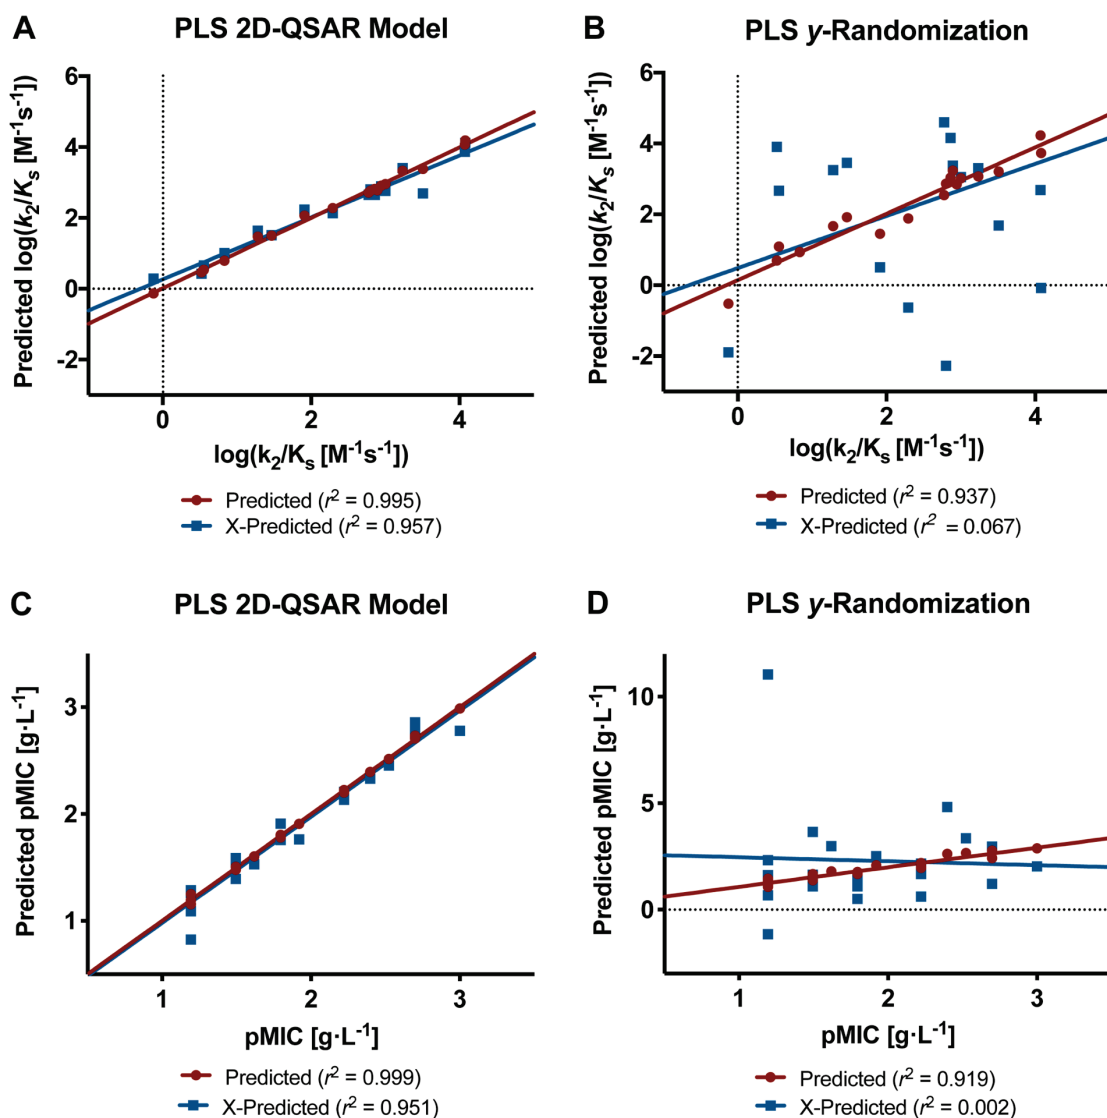 A
PLS 2D-QSAR Model
Predicted log(k₂/Kₛ [M⁻¹s⁻¹])
6
4
2
0
-2
0
2
4
log(k₂/Kₛ [M⁻¹s⁻¹])
Predicted (r² = 0.995)
X-Predicted (r² = 0.957)
B
PLS y-Randomization
Predicted log(k₂/Kₛ [M⁻¹s⁻¹])
6
4
2
0
-2
0
2
4
log(k₂/Kₛ [M⁻¹s⁻¹])
Predicted (r² = 0.937)
X-Predicted (r² = 0.067)
C
PLS 2D-QSAR Model
Predicted pMIC [g·L⁻¹]
3
2
1
1
2
3
pMIC [g·L⁻¹]
Predicted (r² = 0.999)
X-Predicted (r² = 0.951)
D
PLS y-Randomization
Predicted pMIC [g·L⁻¹]
10
5
0
1
2
3
pMIC [g·L⁻¹]
Predicted (r² = 0.919)
X-Predicted (r² = 0.002)